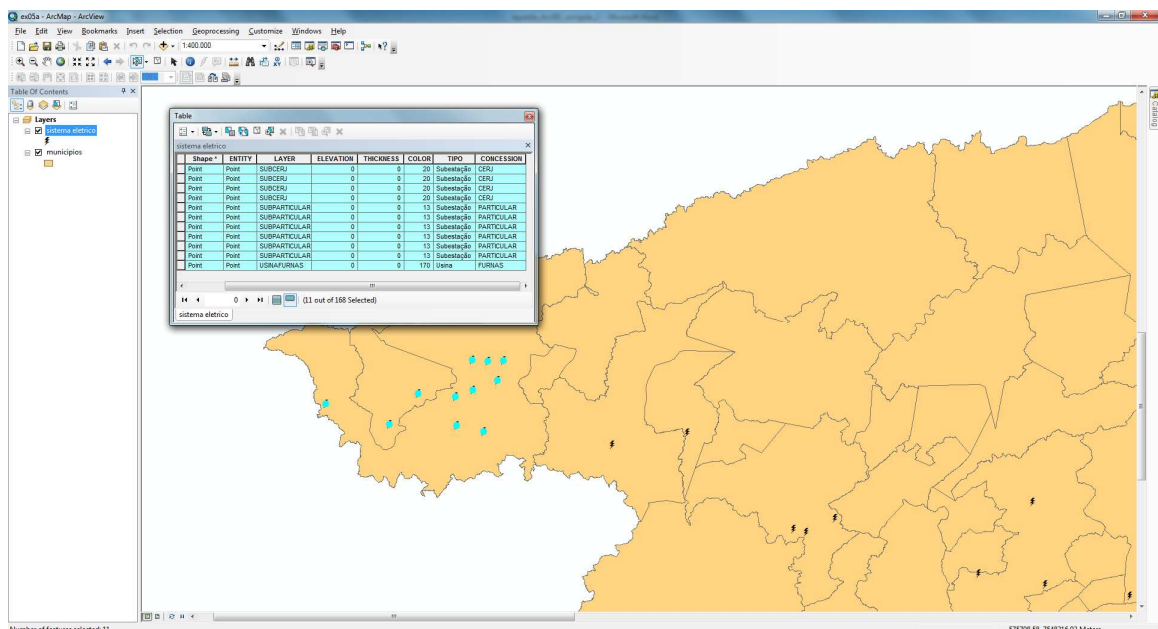 ex05a - ArcMap - ArcView
File Edit View Bookmarks Insert Selection Geoprocessing Customize Windows Help
1:400.000
Table Of Contents
Layers
sistema eletrico
municipios
Catalog
Table
sistema eletrico
Shape * ENTITY LAYER ELEVATION THICKNESS COLOR TIPO CONCESSION
Point Point SUBCERJ 0 0 20 Subestação CERJ
Point Point SUBCERJ 0 0 20 Subestação CERJ
Point Point SUBCERJ 0 0 20 Subestação CERJ
Point Point SUBCERJ 0 0 20 Subestação CERJ
Point Point SUBPARTICULAR 0 0 13 Subestação PARTICULAR
Point Point SUBPARTICULAR 0 0 13 Subestação PARTICULAR
Point Point SUBPARTICULAR 0 0 13 Subestação PARTICULAR
Point Point SUBPARTICULAR 0 0 13 Subestação PARTICULAR
Point Point SUBPARTICULAR 0 0 13 Subestação PARTICULAR
Point Point SUBPARTICULAR 0 0 13 Subestação PARTICULAR
Point Point USINAFURNAS 0 0 170 Usina FURNAS
0 (11 out of 168 Selected)
sistema eletrico
Number of features selected: 11
Meters